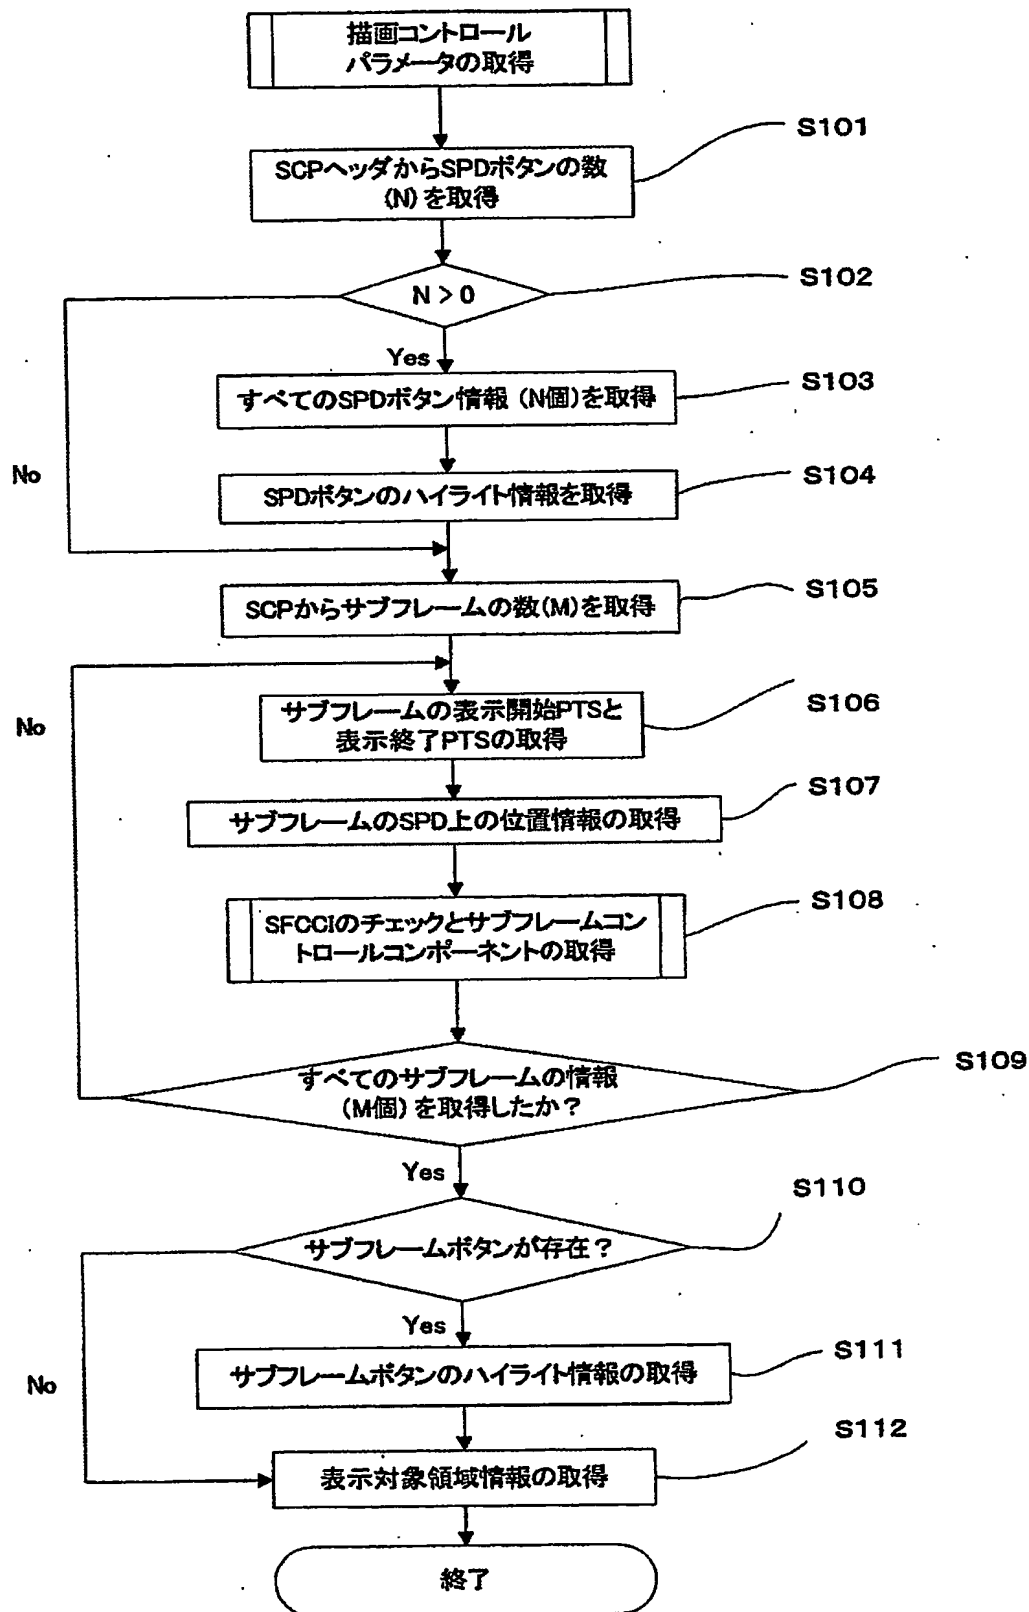 描画コントロール
パラメータの取得
S101
SCPヘッダからSPDボタンの数
(N)を取得
S102
N > 0
Yes
S103
すべてのSPDボタン情報(N個)を取得
No
S104
SPDボタンのハイライト情報を取得
S105
SCPからサブフレームの数(M)を取得
No
S106
サブフレームの表示開始PTSと
表示終了PTSの取得
S107
サブフレームのSPD上の位置情報の取得
S108
SFCCIのチェックとサブフレームコン
トロールコンポーネントの取得
S109
すべてのサブフレームの情報
(M個)を取得したか?
Yes
S110
サブフレームボタンが存在?
Yes
S111
サブフレームボタンのハイライト情報の取得
No
S112
表示対象領域情報の取得
終了